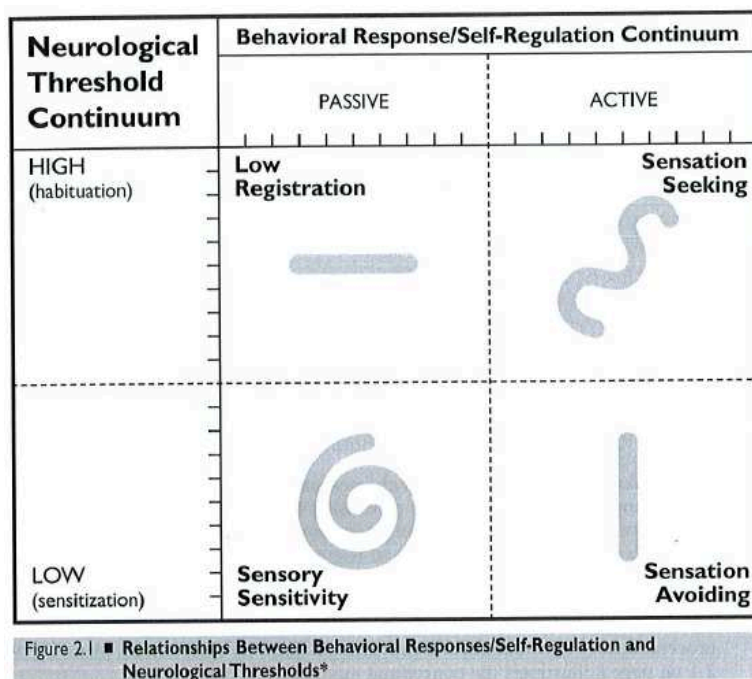 Neurological
Threshold
Continuum
Behavioral Response/Self-Regulation Continuum
PASSIVE
ACTIVE
HIGH
(habituation)
Low
Registration
Sensation
Seeking
LOW
(sensitization)
Sensory
Sensitivity
Sensation
Avoiding
Figure 2.1 ■ Relationships Between Behavioral Responses/Self-Regulation and
Neurological Thresholds*